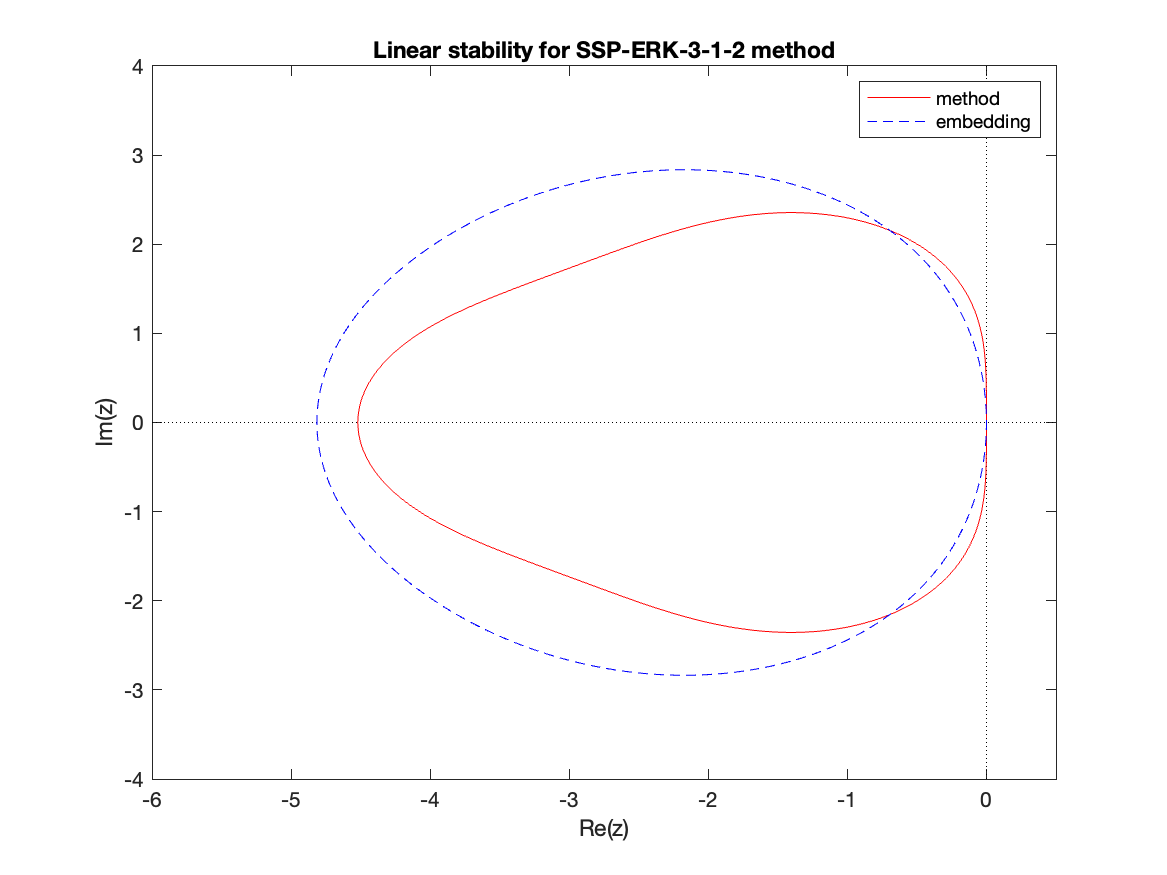 Linear stability for SSP-ERK-3-1-2 method
4
method
embedding
3
2
1
0
-1
-2
-3
-4
Im(z)
-6 -5 -4 -3 -2 -1 0
Re(z)